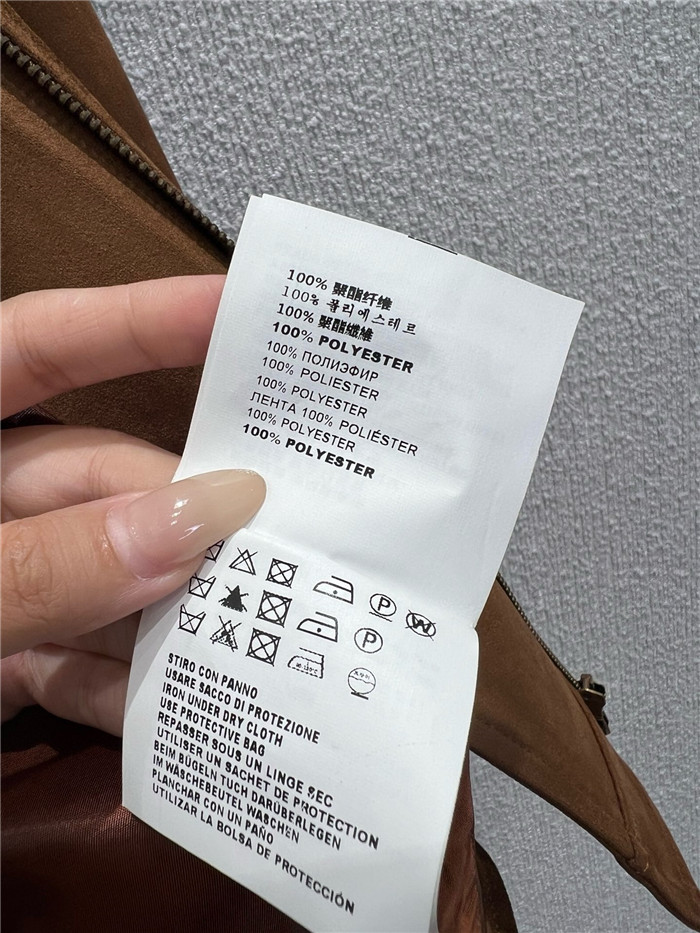 100% 聚酯纤维
100% 폴리에스테르
100% 聚酯纖維
100% POLYESTER
100% ПОЛИЭФИР
100% POLIESTER
100% POLYESTER
ЛЕНТА 100% POLIÉSTER
100% POLYESTER
100% POLYESTER
P W
P
STIRO CON PANNO
USARE SACCO DI PROTEZIONE
IRON UNDER DRY CLOTH
USE PROTECTIVE BAG
REPASSER SOUS UN LINGE SEC
UTILISER UN SACHET DE PROTECTION
BEIM BÜGELN TUCH DARÜBERLEGEN
IM WÄSCHEBEUTEL WASCHEN
PLANCHAR CON UN PAÑO
UTILIZAR LA BOLSA DE PROTECCIÓN